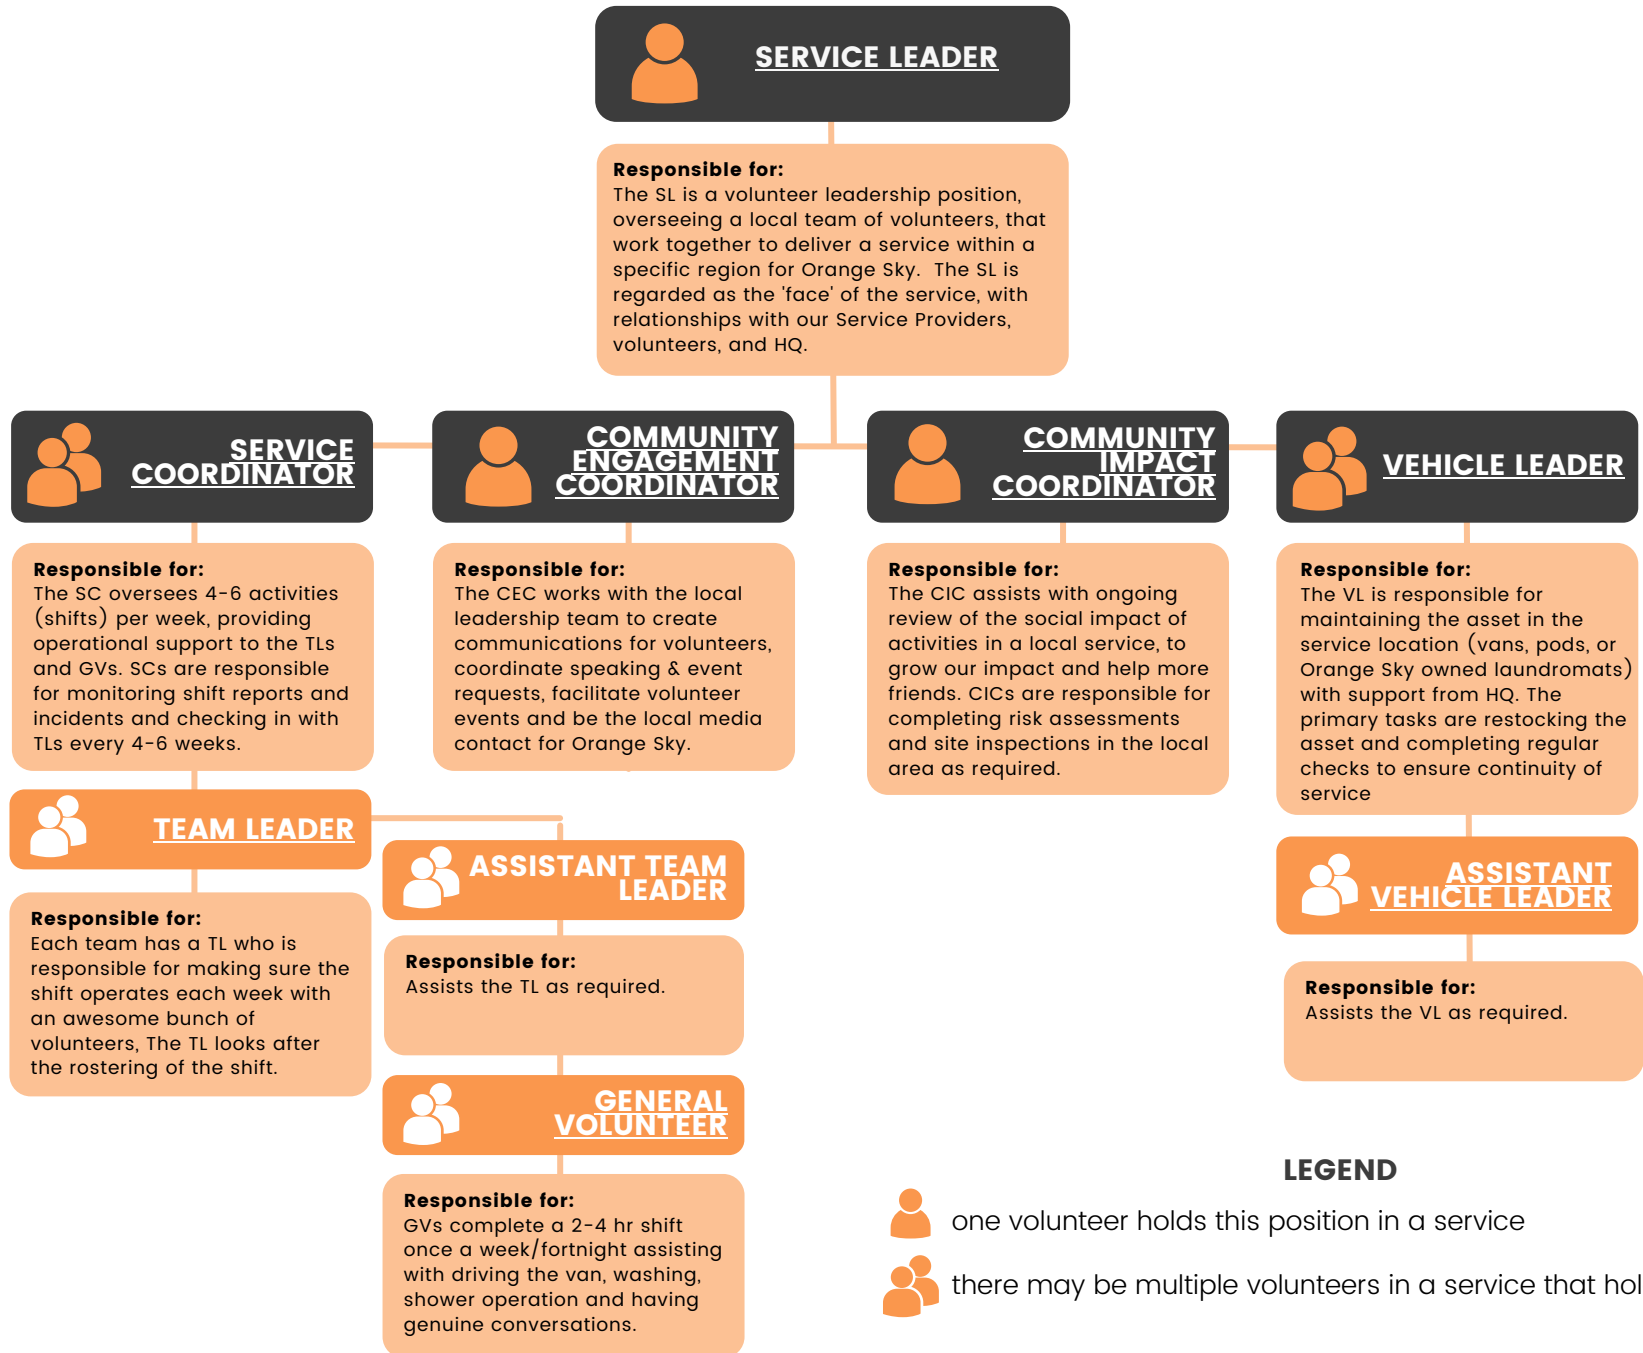 SERVICE LEADER
Responsible for:
The SL is a volunteer leadership position,
overseeing a local team of volunteers, that
work together to deliver a service within a
specific region for Orange Sky. The SL is
regarded as the 'face' of the service, with
relationships with our Service Providers,
volunteers, and HQ.
SERVICE
COORDINATOR
Responsible for:
The SC oversees 4-6 activities
(shifts) per week, providing
operational support to the TLs
and GVs. SCs are responsible
for monitoring shift reports and
incidents and checking in with
TLs every 4-6 weeks.
COMMUNITY
ENGAGEMENT
COORDINATOR
Responsible for:
The CEC works with the local
leadership team to create
communications for volunteers,
coordinate speaking & event
requests, facilitate volunteer
events and be the local media
contact for Orange Sky.
COMMUNITY
IMPACT
COORDINATOR
Responsible for:
The CIC assists with ongoing
review of the social impact of
activities in a local service, to
grow our impact and help more
friends. CICs are responsible for
completing risk assessments
and site inspections in the local
area as required.
VEHICLE LEADER
Responsible for:
The VL is responsible for
maintaining the asset in the
service location (vans, pods, or
Orange Sky owned laundromats)
with support from HQ. The
primary tasks are restocking the
asset and completing regular
checks to ensure continuity of
service
TEAM LEADER
Responsible for:
Each team has a TL who is
responsible for making sure the
shift operates each week with
an awesome bunch of
volunteers, The TL looks after
the rostering of the shift.
ASSISTANT TEAM
LEADER
Responsible for:
Assists the TL as required.
GENERAL
VOLUNTEER
Responsible for:
GVs complete a 2-4 hr shift
once a week/fortnight assisting
with driving the van, washing,
shower operation and having
genuine conversations.
ASSISTANT
VEHICLE LEADER
Responsible for:
Assists the VL as required.
LEGEND
one volunteer holds this position in a service
there may be multiple volunteers in a service that hol